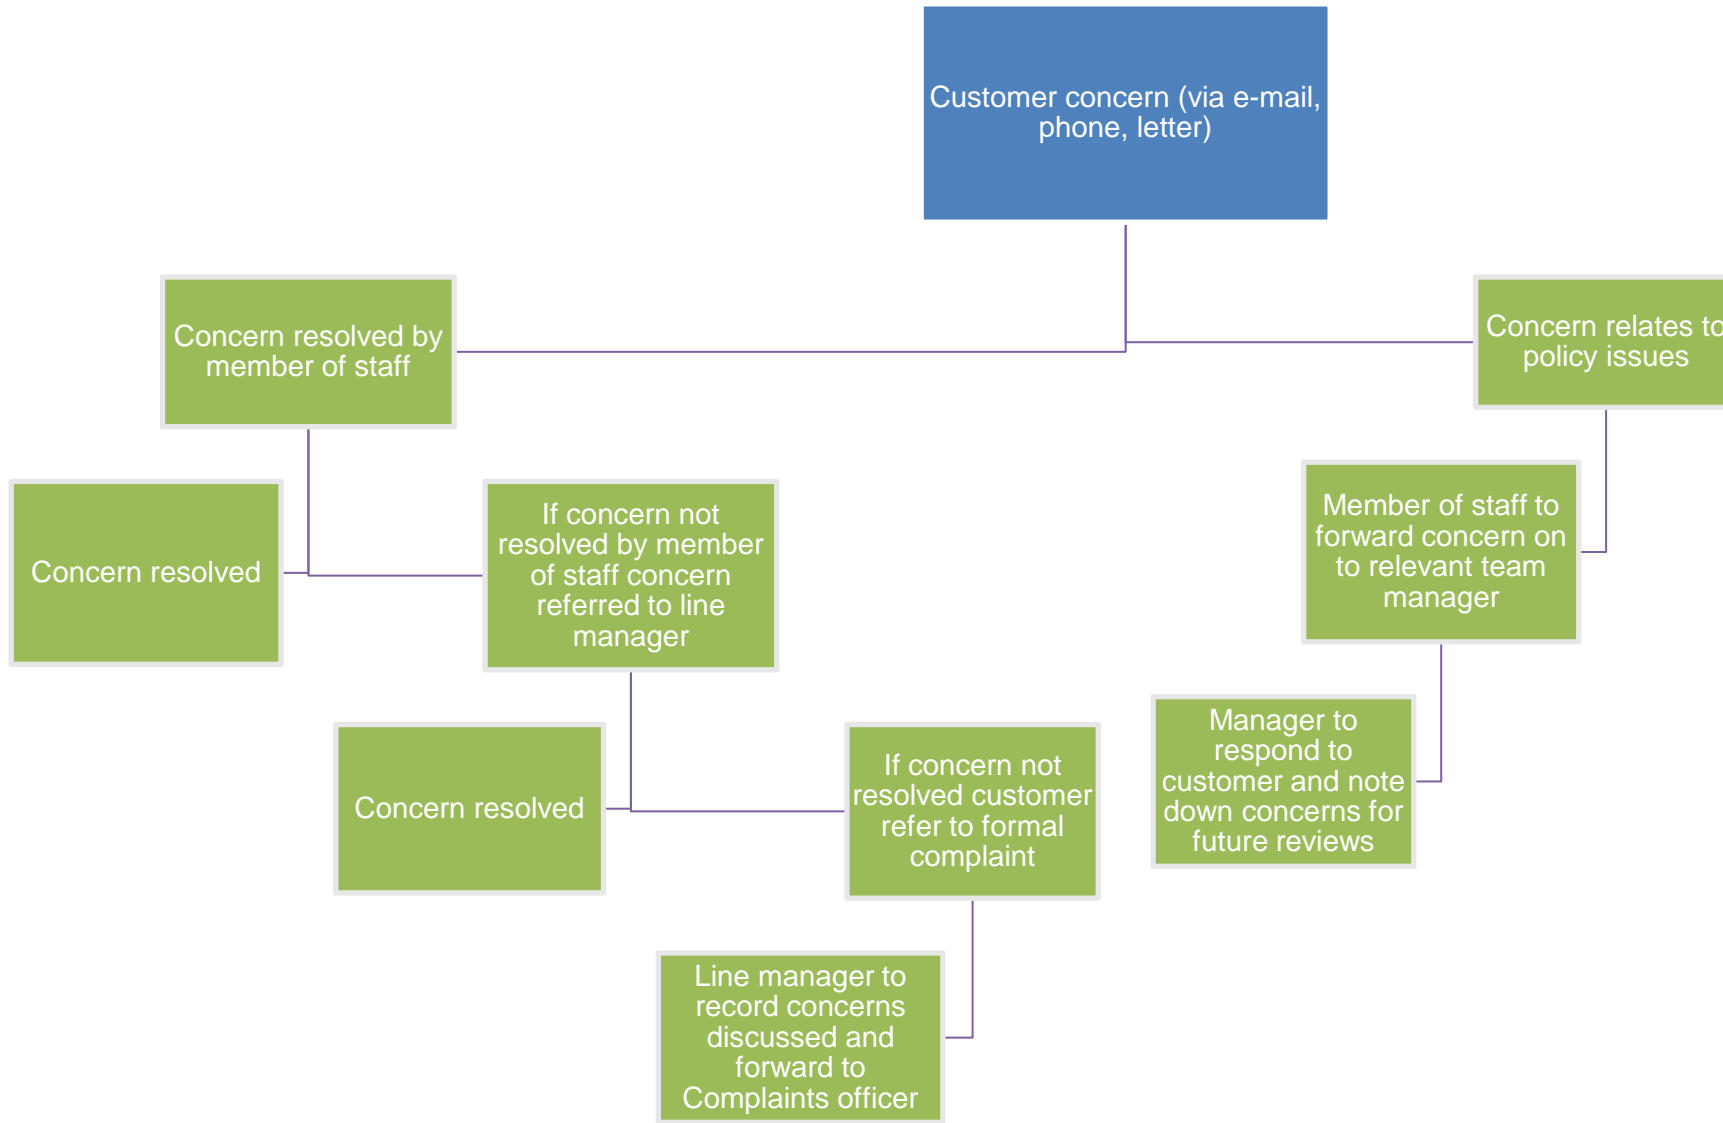 Customer concern (via e-mail,
phone, letter)
Concern resolved by
member of staff
Concern relates to
policy issues
Concern resolved
If concern not
resolved by member
of staff concern
referred to line
manager
Member of staff to
forward concern on
to relevant team
manager
Concern resolved
If concern not
resolved customer
refer to formal
complaint
Manager to
respond to
customer and note
down concerns for
future reviews
Line manager to
record concerns
discussed and
forward to
Complaints officer